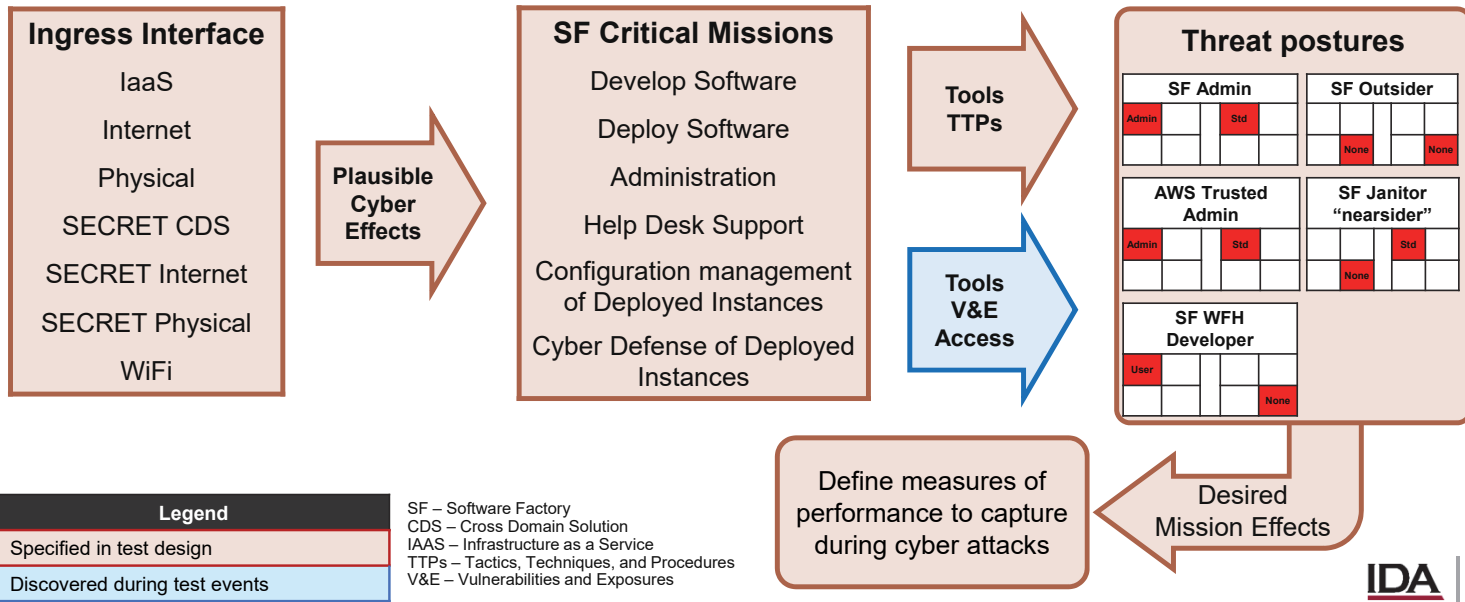 Ingress Interface
IaaS
Internet
Physical
SECRET CDS
SECRET Internet
SECRET Physical
WiFi
Plausible
Cyber
Effects
SF Critical Missions
Develop Software
Deploy Software
Administration
Help Desk Support
Configuration management
of Deployed Instances
Cyber Defense of Deployed
Instances
Tools
TTPs
Tools
V&E
Access
Threat postures
SF Admin
Admin
Std
SF Outsider
None
None
AWS Trusted
Admin
Admin
Std
SF Janitor
“nearsider”
Std
None
SF WFH
Developer
User
None
Desired
Mission Effects
Define measures of
performance to capture
during cyber attacks
Legend
Specified in test design
Discovered during test events
SF – Software Factory
CDS – Cross Domain Solution
IAAS – Infrastructure as a Service
TTPs – Tactics, Techniques, and Procedures
V&E – Vulnerabilities and Exposures
IDA